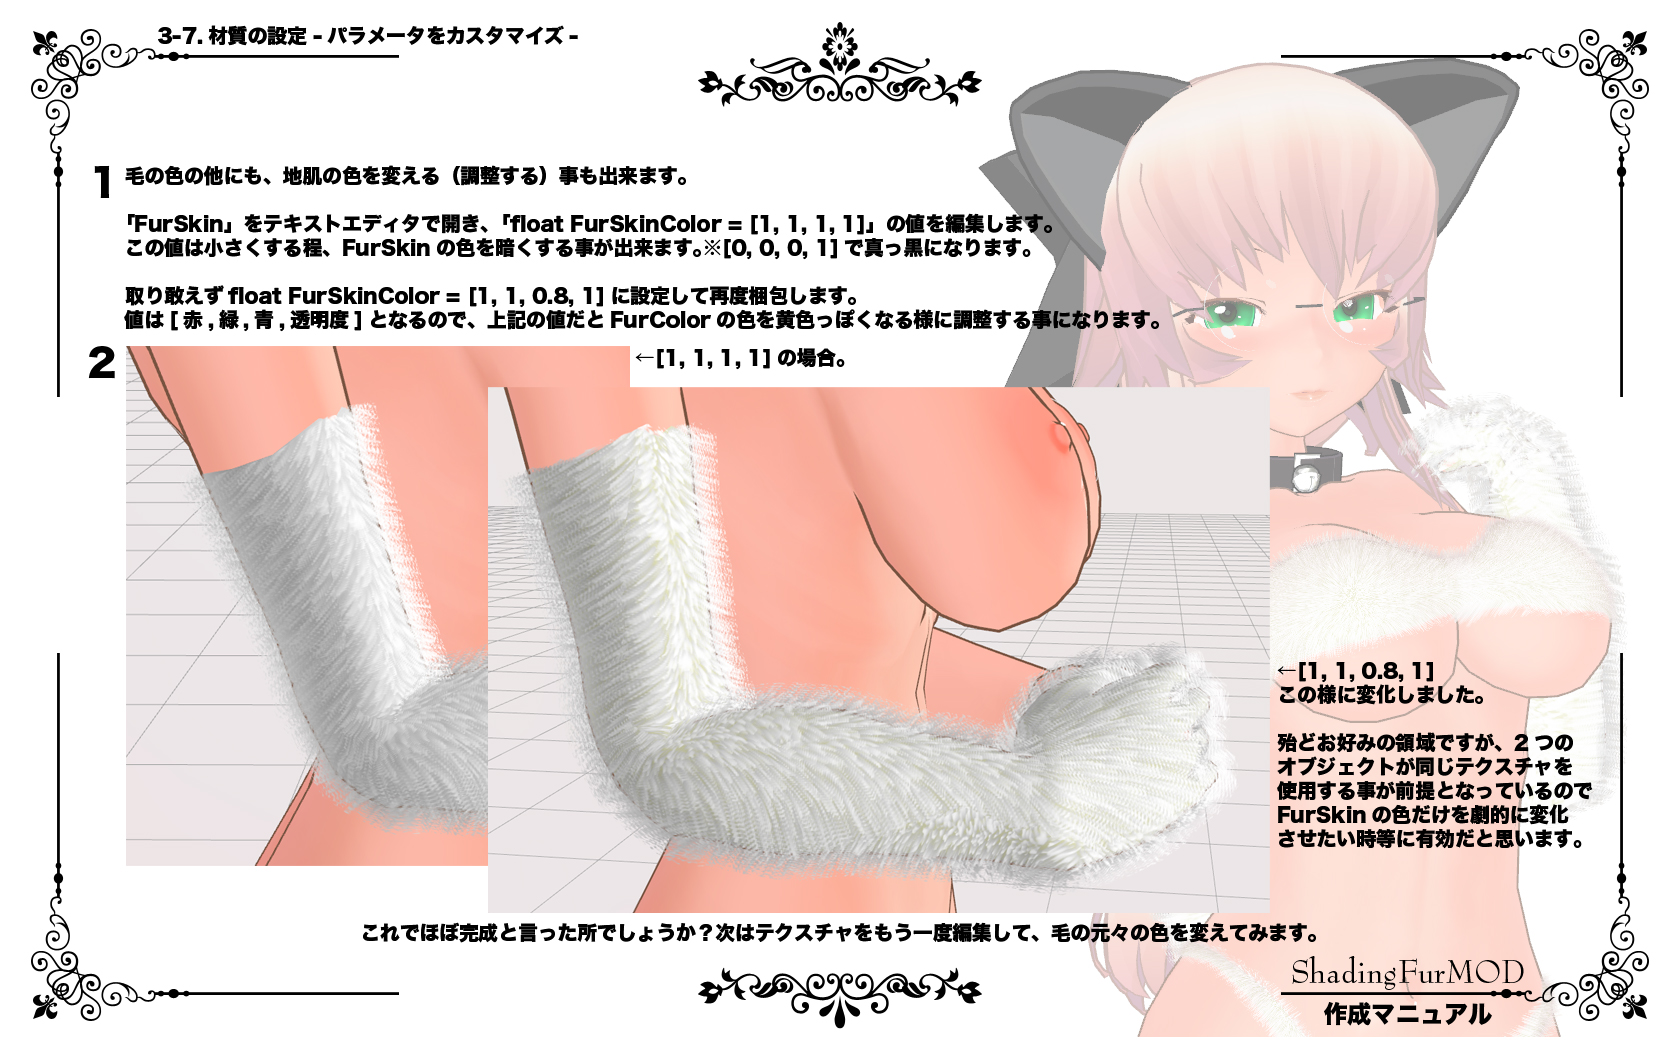 3-7. 材質の設定 - パラメータをカスタマイズ -
1
毛の色の他にも、地肌の色を変える（調整する）事も出来ます。
「FurSkin」をテキストエディタで開き、「float FurSkinColor = [1, 1, 1, 1]」の値を編集します。
この値は小さくする程、FurSkin の色を暗くする事が出来ます。※[0, 0, 0, 1] で真っ黒になります。
取り敢えず float FurSkinColor = [1, 1, 0.8, 1] に設定して再度梱包します。
値は [ 赤 , 緑 , 青 , 透明度 ] となるので、上記の値だと FurColor の色を黄色っぽくなる様に調整する事になります。
2
←[1, 1, 1, 1] の場合。
←[1, 1, 0.8, 1]
この様に変化しました。
殆どお好みの領域ですが、2 つの
オブジェクトが同じテクスチャを
使用する事が前提となっているので
FurSkin の色だけを劇的に変化
させたい時等に有効だと思います。
これでほぼ完成と言った所でしょうか？次はテクスチャをもう一度編集して、毛の元々の色を変えてみます。
ShadingFurMOD
作成マニュアル